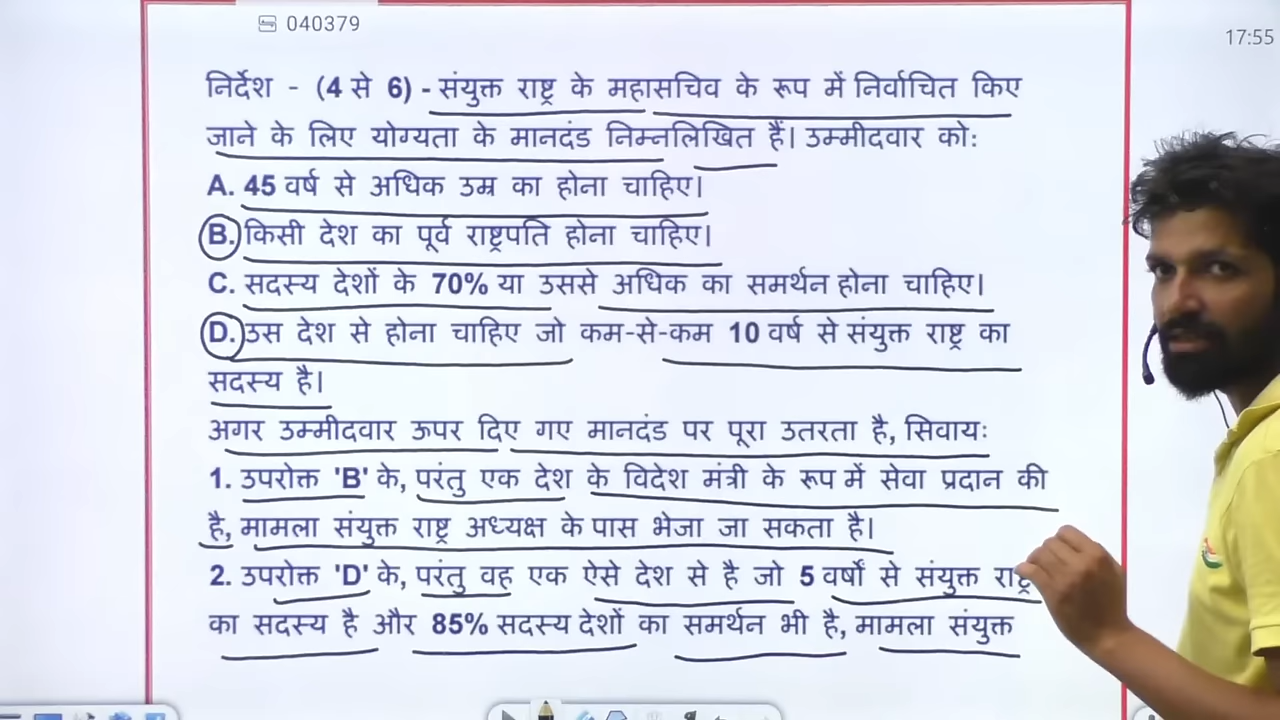 040379
17:55
निर्देश - (4 से 6) - संयुक्त राष्ट्र के महासचिव के रूप में निर्वाचित किए
जाने के लिए योग्यता के मानदंड निम्नलिखित हैं। उम्मीदवार को:
A. 45 वर्ष से अधिक उम्र का होना चाहिए।
B. किसी देश का पूर्व राष्ट्रपति होना चाहिए।
C. सदस्य देशों के 70% या उससे अधिक का समर्थन होना चाहिए।
D. उस देश से होना चाहिए जो कम-से-कम 10 वर्ष से संयुक्त राष्ट्र का
सदस्य है।
अगर उम्मीदवार ऊपर दिए गए मानदंड पर पूरा उतरता है, सिवायः
1. उपरोक्त 'B' के, परंतु एक देश के विदेश मंत्री के रूप में सेवा प्रदान की
है, मामला संयुक्त राष्ट्र अध्यक्ष के पास भेजा जा सकता है।
2. उपरोक्त 'D' के, परंतु वह एक ऐसे देश से है जो 5 वर्षों से संयुक्त राष्ट्र
का सदस्य है और 85% सदस्य देशों का समर्थन भी है, मामला संयुक्त